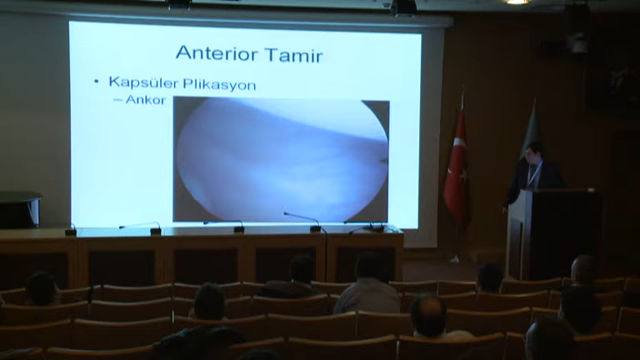 Anterior Tamir
• Kapsüler Plikasyon
– Ankor